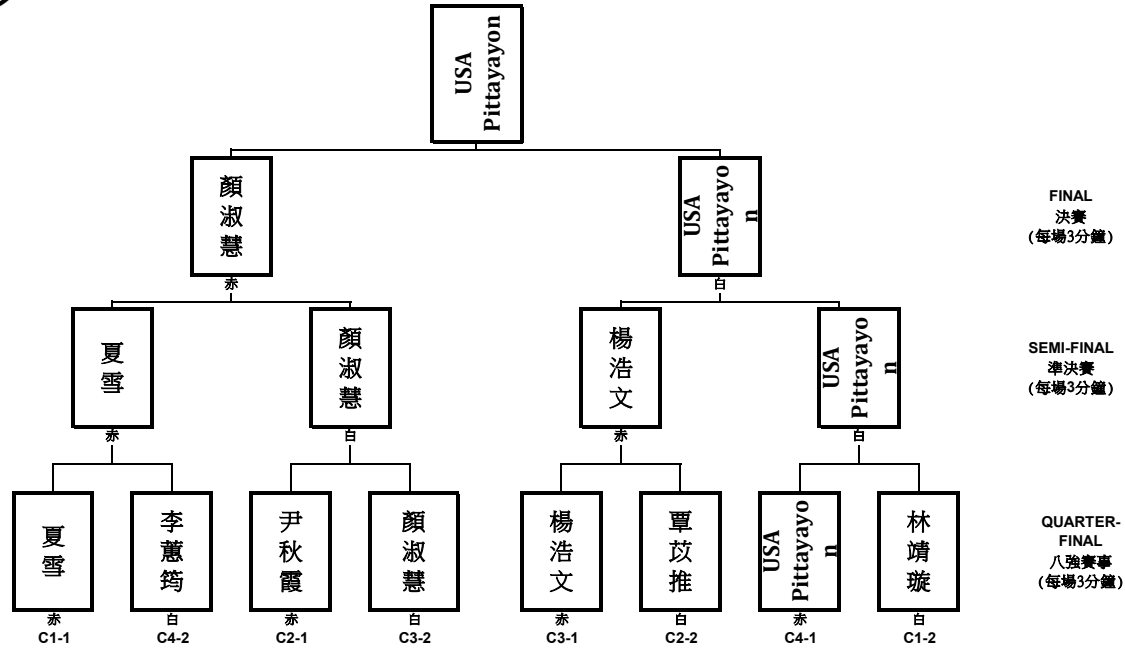 USA
Pittayayon
顏淑慧
USA
Pittayayo
n
FINAL
決賽
(每場3分鐘)
赤
白
夏雪
顏淑慧
楊浩文
USA
Pittayayo
n
SEMI-FINAL
準決賽
(每場3分鐘)
赤
白
赤
白
夏雪
李蕙筠
尹秋霞
顏淑慧
楊浩文
覃苡推
USA
Pittayayo
n
林靖璇
QUARTER-
FINAL
八強賽事
(每場3分鐘)
赤
白
赤
白
赤
白
赤
白
C1-1
C4-2
C2-1
C3-2
C3-1
C2-2
C4-1
C1-2